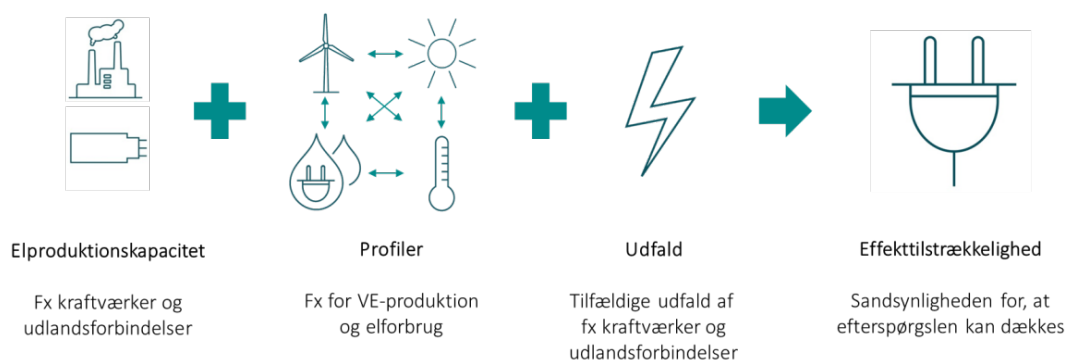 Elproduktionskapacitet
Fx kraftværker og
udlandsforbindelser
Profiler
Fx for VE-produktion
og elforbrug
Udfald
Tilfældige udfald af
fx kraftværker og
udlandsforbindelser
Effekttilstrækkelighed
Sandsynligheden for, at
efterspørgslen kan dækkes